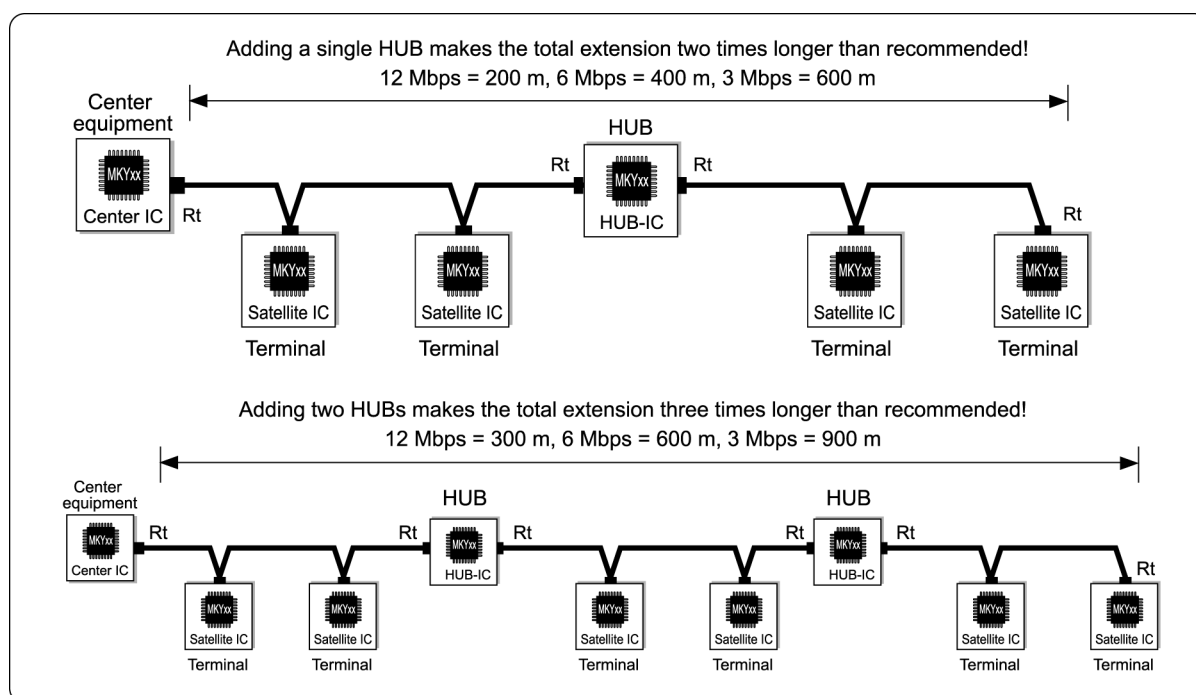 Adding a single HUB makes the total extension two times longer than recommended!
12 Mbps = 200 m, 6 Mbps = 400 m, 3 Mbps = 600 m
Center
equipment
MKYxx
Center IC
Rt
HUB
Rt
Rt
MKYxx
HUB-IC
Rt
MKYxx
Satellite IC
Terminal
MKYxx
Satellite IC
Terminal
MKYxx
Satellite IC
Terminal
MKYxx
Satellite IC
Terminal
Adding two HUBs makes the total extension three times longer than recommended!
12 Mbps = 300 m, 6 Mbps = 600 m, 3 Mbps = 900 m
Center
equipment
MKYxx
Center IC
Rt
HUB
Rt
Rt
MKYxx
HUB-IC
HUB
Rt
Rt
MKYxx
HUB-IC
Rt
MKYxx
Satellite IC
Terminal
MKYxx
Satellite IC
Terminal
MKYxx
Satellite IC
Terminal
MKYxx
Satellite IC
Terminal
MKYxx
Satellite IC
Terminal
MKYxx
Satellite IC
Terminal